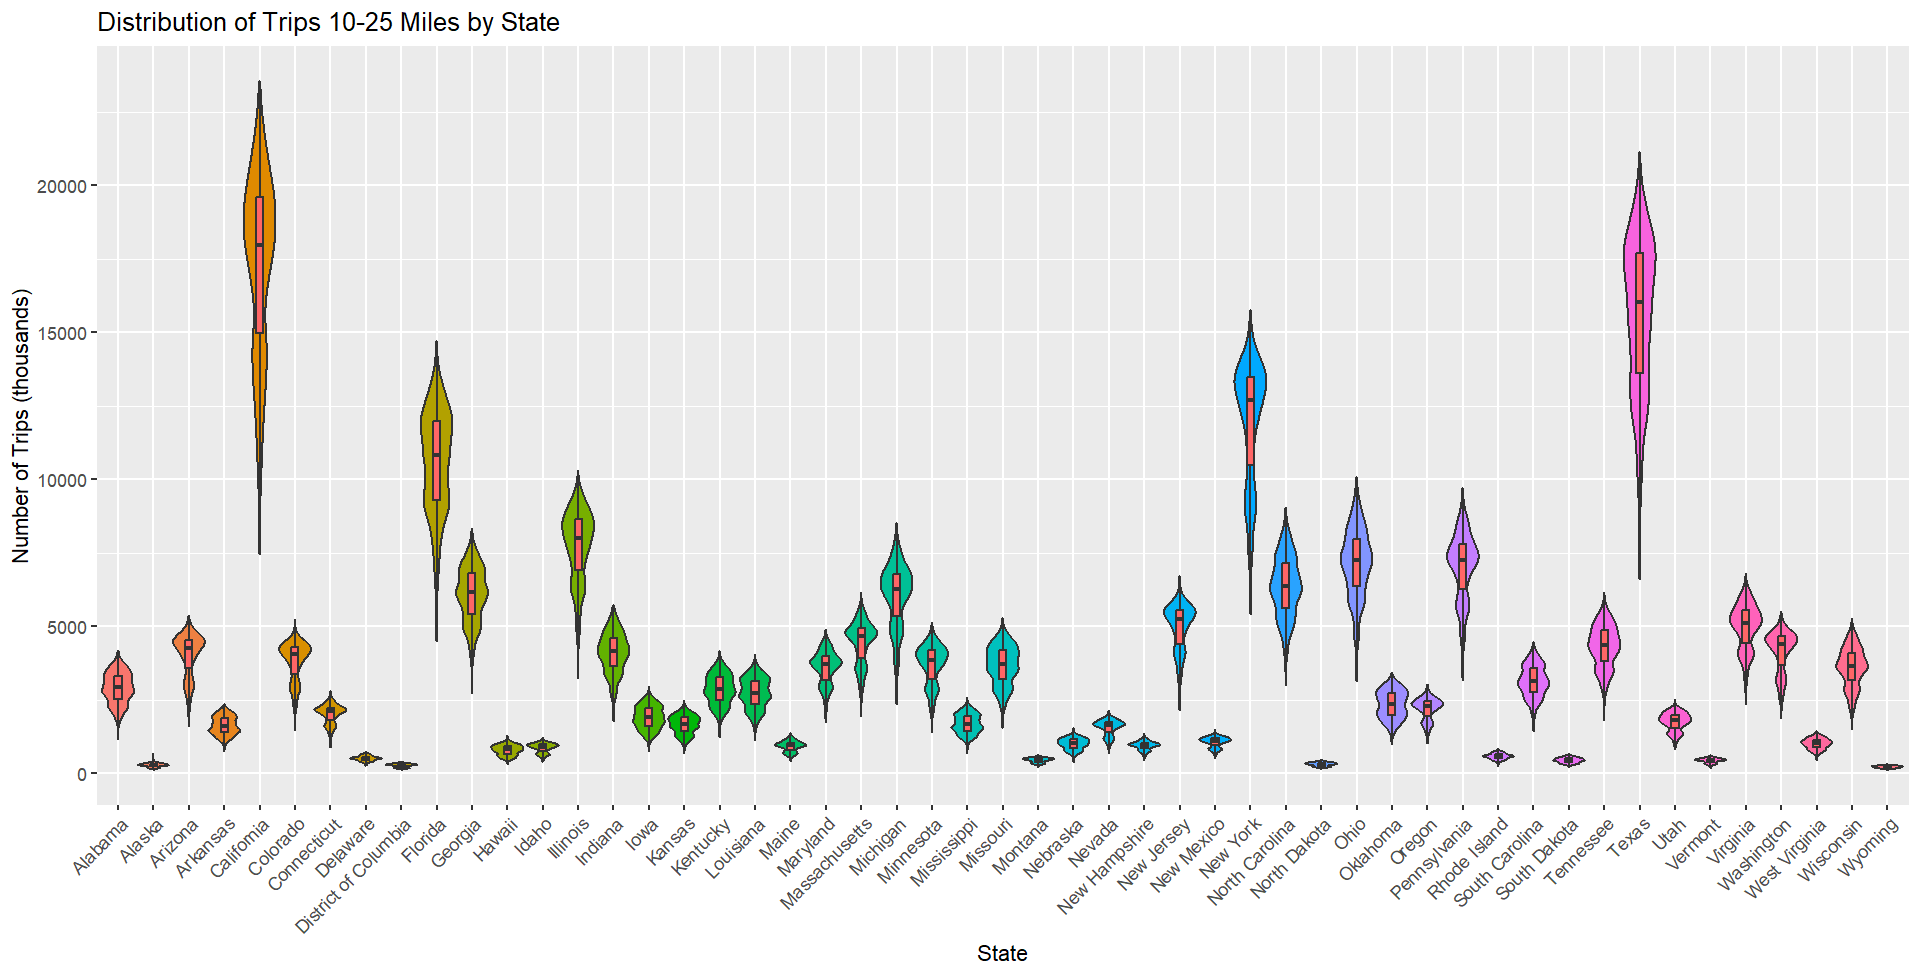 Distribution of Trips 10-25 Miles by State
Number of Trips (thousands)
20000
15000
10000
5000
0
Alabama
Alaska
Arizona
Arkansas
California
Colorado
Connecticut
Delaware
District of Columbia
Florida
Georgia
Hawaii
Idaho
Illinois
Indiana
Iowa
Kansas
Kentucky
Louisiana
Maine
Maryland
Massachusetts
Michigan
Minnesota
Mississippi
Missouri
Montana
Nebraska
Nevada
New Hampshire
New Jersey
New Mexico
New York
North Carolina
North Dakota
Ohio
Oklahoma
Oregon
Pennsylvania
Rhode Island
South Carolina
South Dakota
Tennessee
Texas
Utah
Vermont
Virginia
Washington
West Virginia
Wisconsin
Wyoming
State